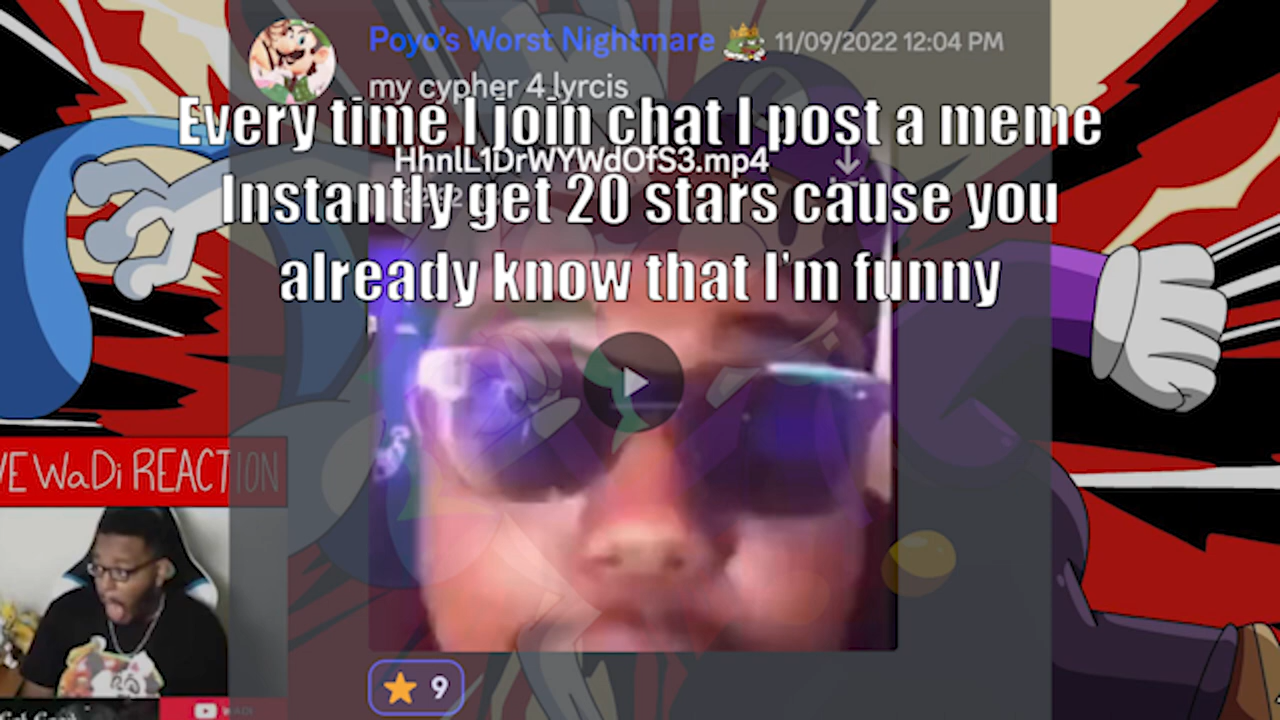 Poyo's Worst Nightmare 11/09/2022 12:04 PM
my cypher 4 lyrcis
Every time I join chat I post a meme
HhnlL1DrWYWdOfS3.mp4
Instantly get 20 stars cause you
already know that I'm funny
VE WaDi REACTION
9
WADI